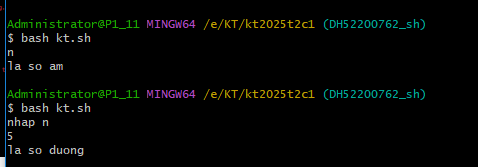 Administrator@P1_11 MINGW64 /e/KT/kt2025t2c1 (DH52200762_sh)
$ bash kt.sh
n
la so am
Administrator@P1_11 MINGW64 /e/KT/kt2025t2c1 (DH52200762_sh)
$ bash kt.sh
nhap n
5
la so duong